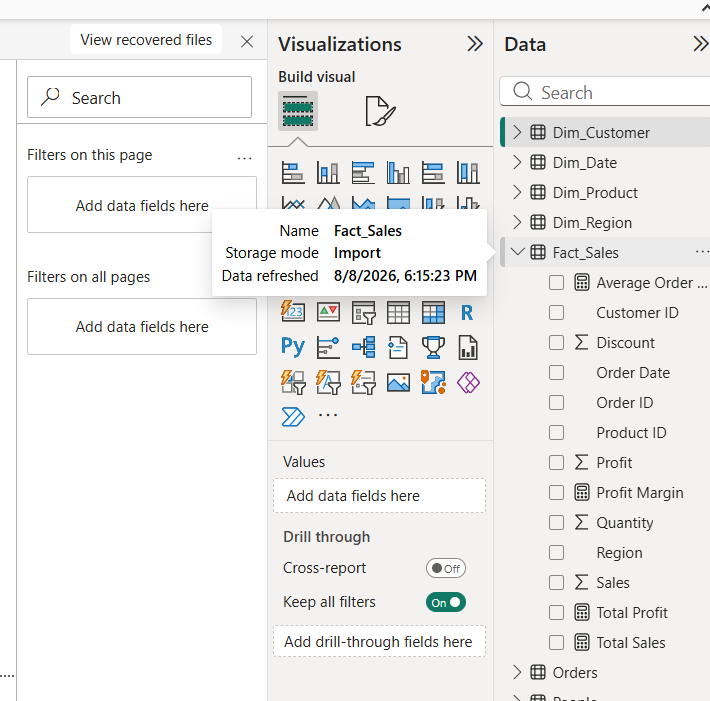 View recovered files
Search
Filters on this page
...
Add data fields here
Filters on all pages
Add data fields here
Visualizations
Build visual
123
R
Py
A
...
Values
Add data fields here
Drill through
Cross-report
Off
Keep all filters
On
Add drill-through fields here
Name Fact_Sales
Storage mode Import
Data refreshed 8/8/2026, 6:15:23 PM
Data
Search
Dim_Customer
Dim_Date
Dim_Product
Dim_Region
Fact_Sales
...
Average Order ...
Customer ID
Σ Discount
Order Date
Order ID
Product ID
Σ Profit
Profit Margin
Σ Quantity
Region
Σ Sales
Total Profit
Total Sales
Orders